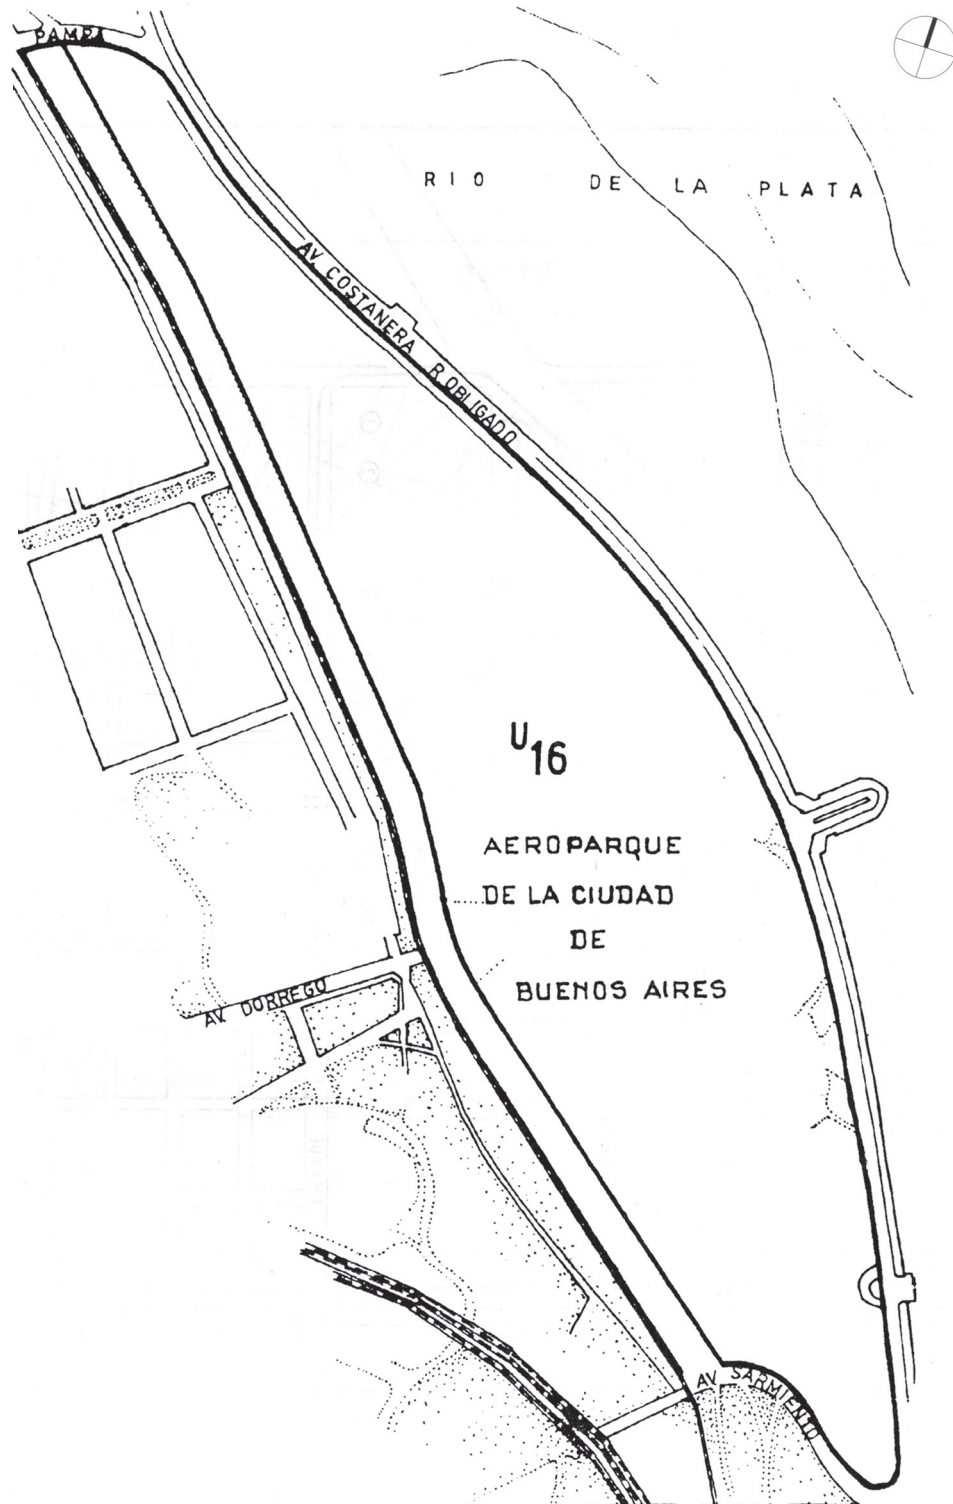 PAMPA
RIO DE LA PLATA
AV. COSTANERA R. OBLIGADO
U16
AEROPARQUE
DE LA CIUDAD
DE
BUENOS AIRES
AV. DORREGO
AV. SARMIENTO